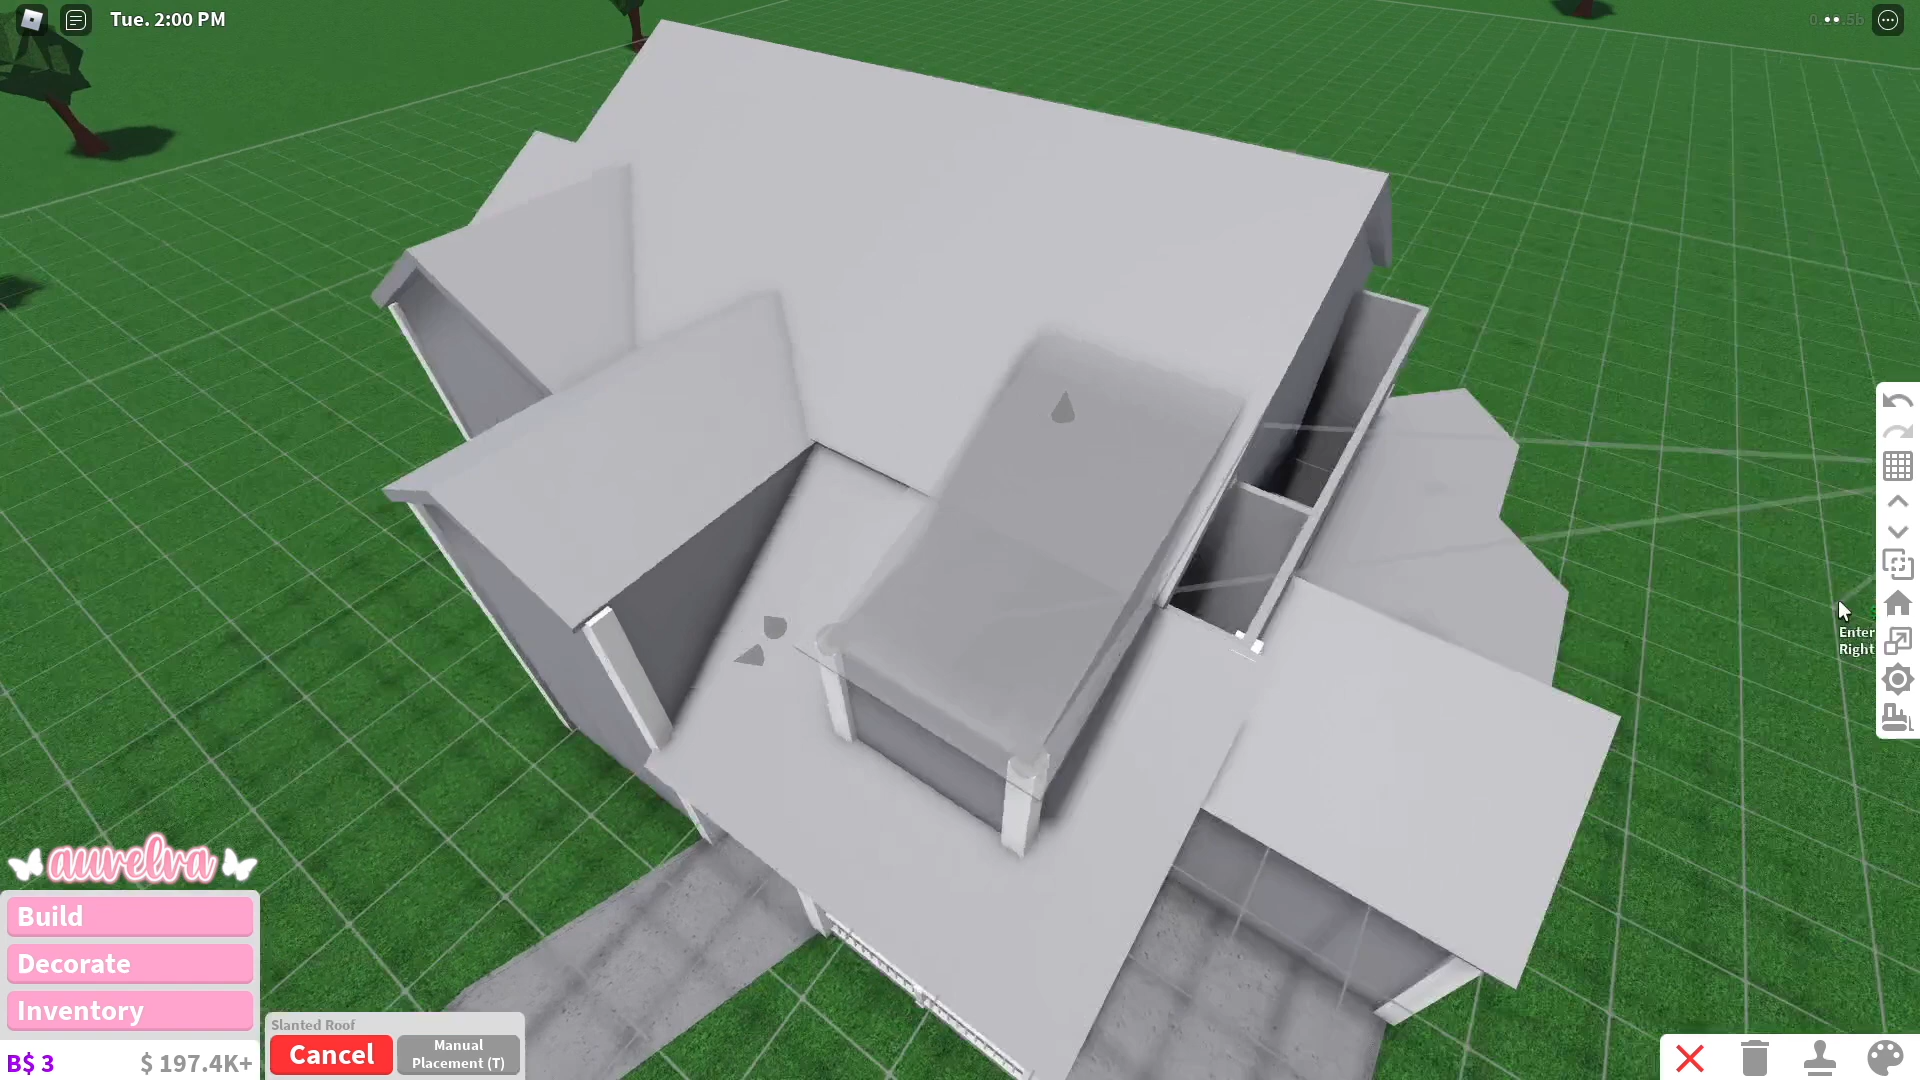 Tue. 2:00 PM
Enter
Right
aurelva
Build
Decorate
Inventory
B$ 3
$ 197.4K+
Slanted Roof
Cancel
Manual
Placement (T)